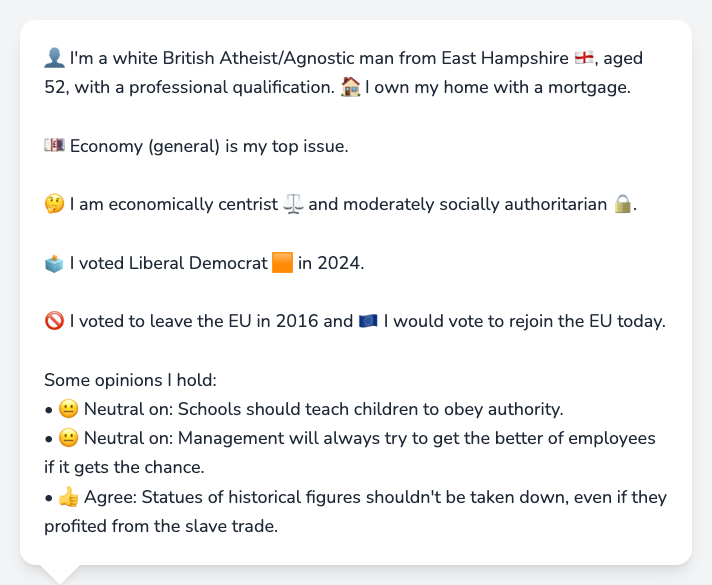 👤 I'm a white British Atheist/Agnostic man from East Hampshire 🏴󠁧󠁢󠁥󠁮󠁧󠁿, aged
52, with a professional qualification. 🏠 I own my home with a mortgage.
💷 Economy (general) is my top issue.
🤔 I am economically centrist ⚖️ and moderately socially authoritarian 🔒.
🗳️ I voted Liberal Democrat 🟧 in 2024.
🚫 I voted to leave the EU in 2016 and 🇪🇺 I would vote to rejoin the EU today.
Some opinions I hold:
• 😐 Neutral on: Schools should teach children to obey authority.
• 😐 Neutral on: Management will always try to get the better of employees
if it gets the chance.
• 👍 Agree: Statues of historical figures shouldn't be taken down, even if they
profited from the slave trade.